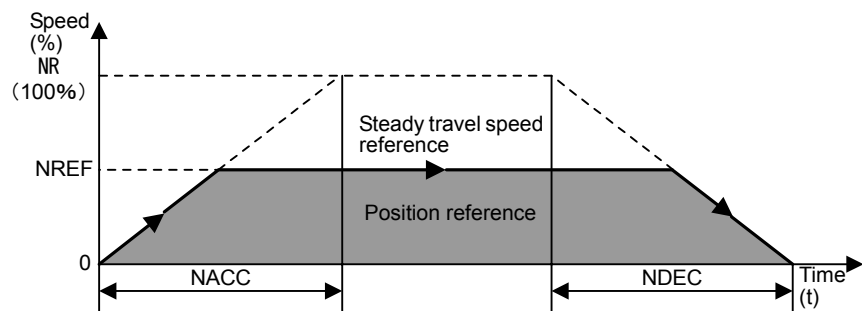 Speed
(%)
NR
(100%)
Steady travel speed
reference
NREF
Position reference
0
NACC
NDEC
Time
(t)